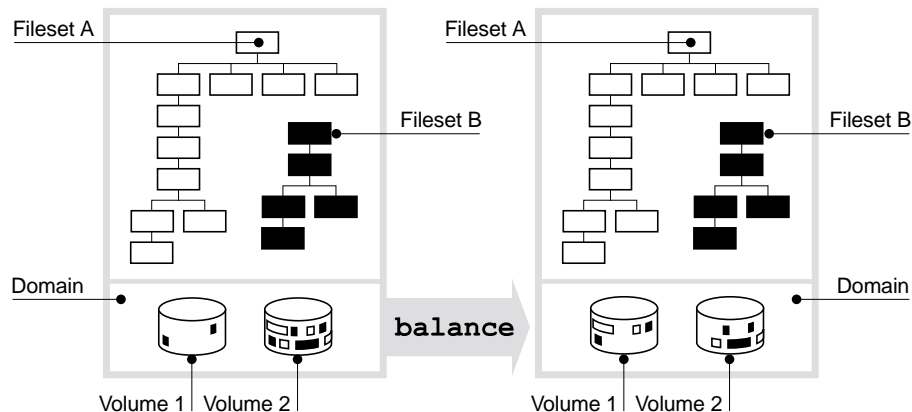 Fileset A
Fileset B
Domain
Volume 1
Volume 2
balance
Fileset A
Fileset B
Domain
Volume 1
Volume 2